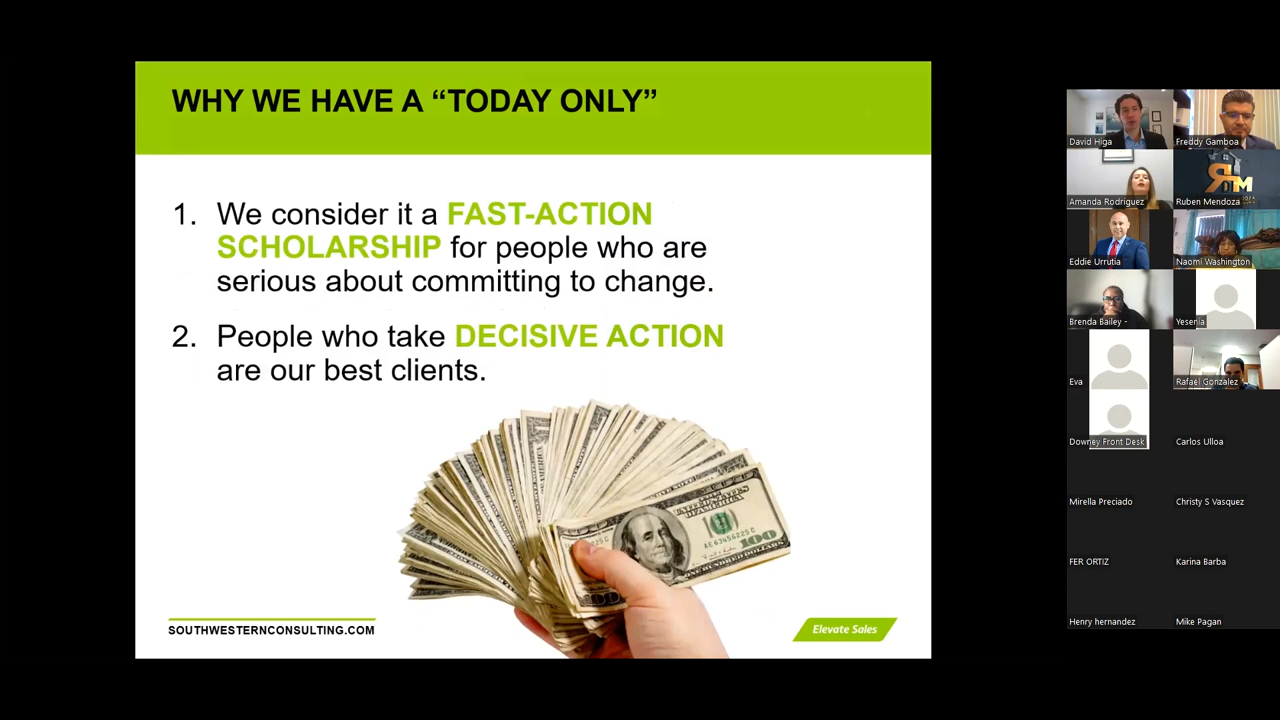 WHY WE HAVE A “TODAY ONLY”
1. We consider it a FAST-ACTION
SCHOLARSHIP for people who are
serious about committing to change.
2. People who take DECISIVE ACTION
are our best clients.
100
SOUTHWESTERNCONSULTING.COM
Elevate Sales
David Higa
Freddy Gamboa
Amanda Rodriguez
Ruben Mendoza
Eddie Urrutia
Naomi Washington
Brenda Bailey -
Yesenia
Eva
Rafael Gonzalez
Downey Front Desk
Carlos Ulloa
Mirella Preciado
Christy S Vasquez
FER ORTIZ
Karina Barba
Henry hernandez
Mike Pagan